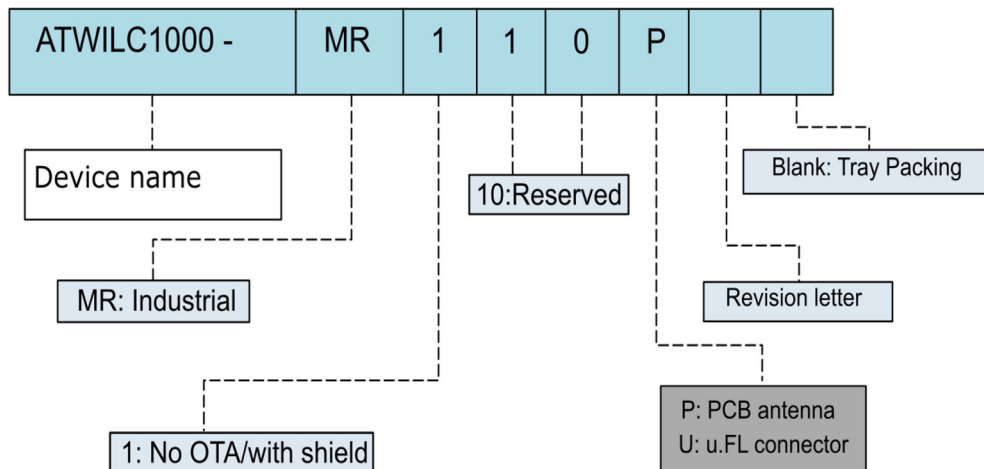 ATWILC1000 - MR 1 1 0 P
Device name
10:Reserved
Blank: Tray Packing
MR: Industrial
Revision letter
1: No OTA/with shield
P: PCB antenna
U: u.FL connector